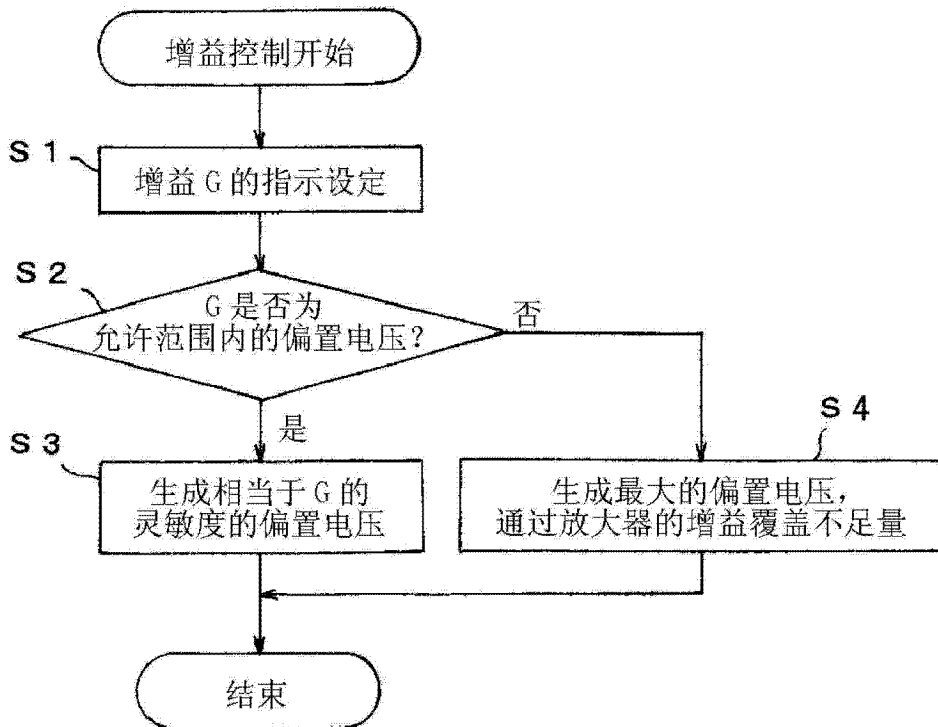 增益控制开始
S 1
增益 G 的指示设定
S 2
G 是否为
允许范围内的偏置电压？
否
是
S 3
S 4
生成相当于 G 的
灵敏度的偏置电压
生成最大的偏置电压，
通过放大器的增益覆盖不足量
结束